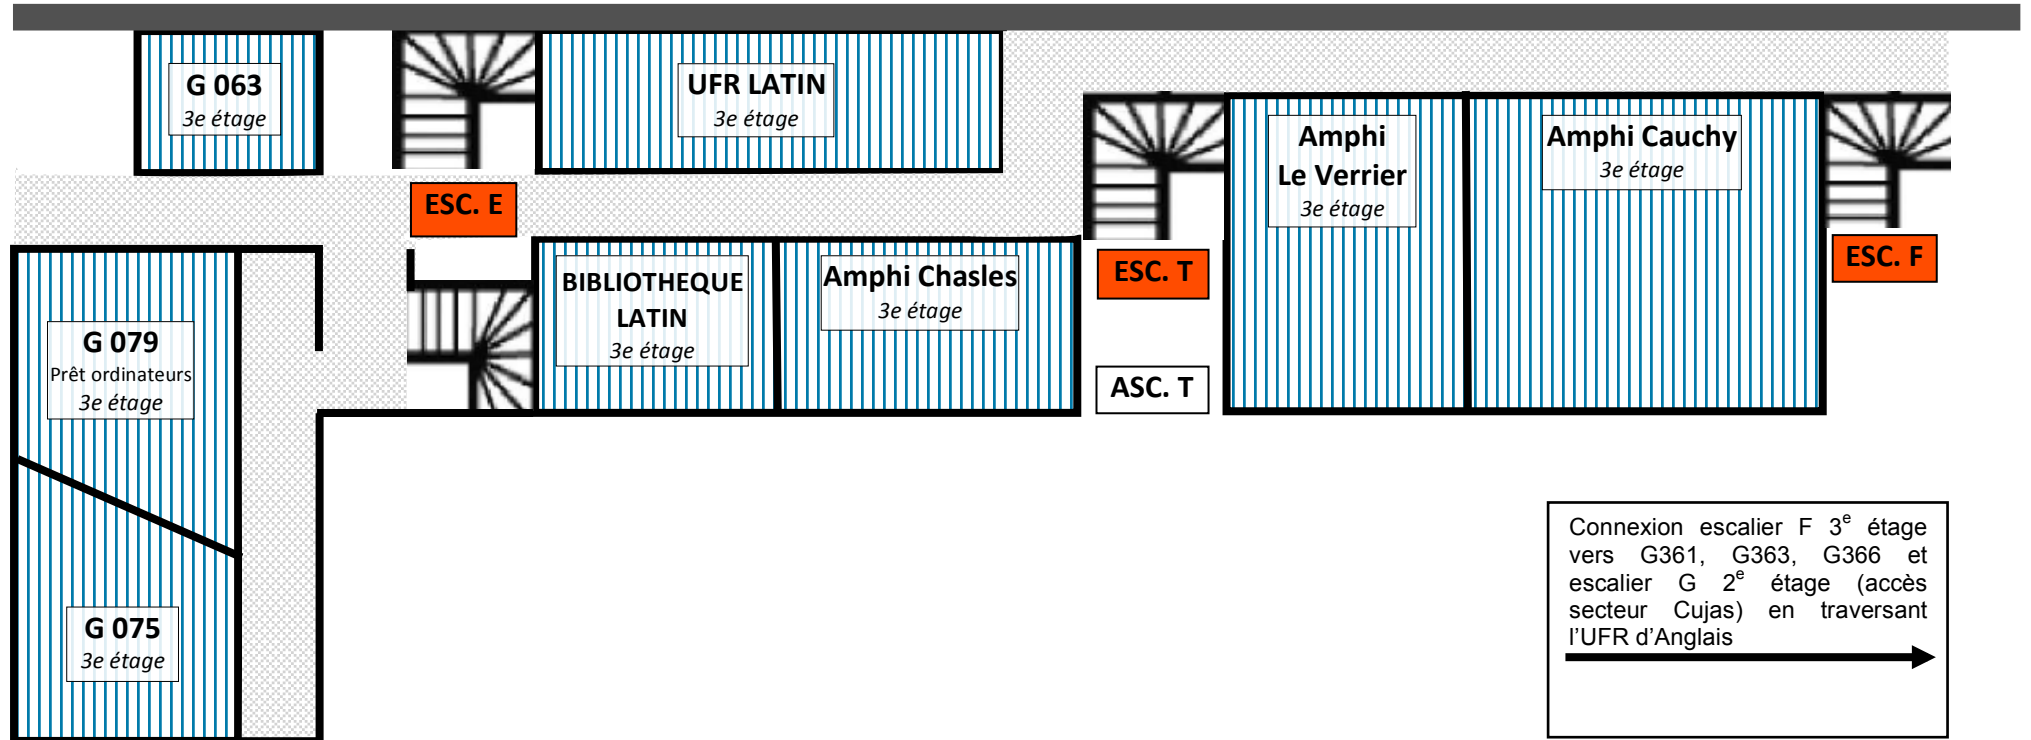 G 063
3e étage
UFR LATIN
3e étage
Amphi
Le Verrier
3e étage
Amphi Cauchy
3e étage
ESC. E
ESC. T
ESC. F
BIBLIOTHEQUE
LATIN
3e étage
Amphi Chasles
3e étage
ASC. T
G 079
Prêt ordinateurs
3e étage
G 075
3e étage
Connexion escalier F 3e étage
vers G361, G363, G366 et
escalier G 2e étage (accès
secteur Cujas) en traversant
l’UFR d’Anglais